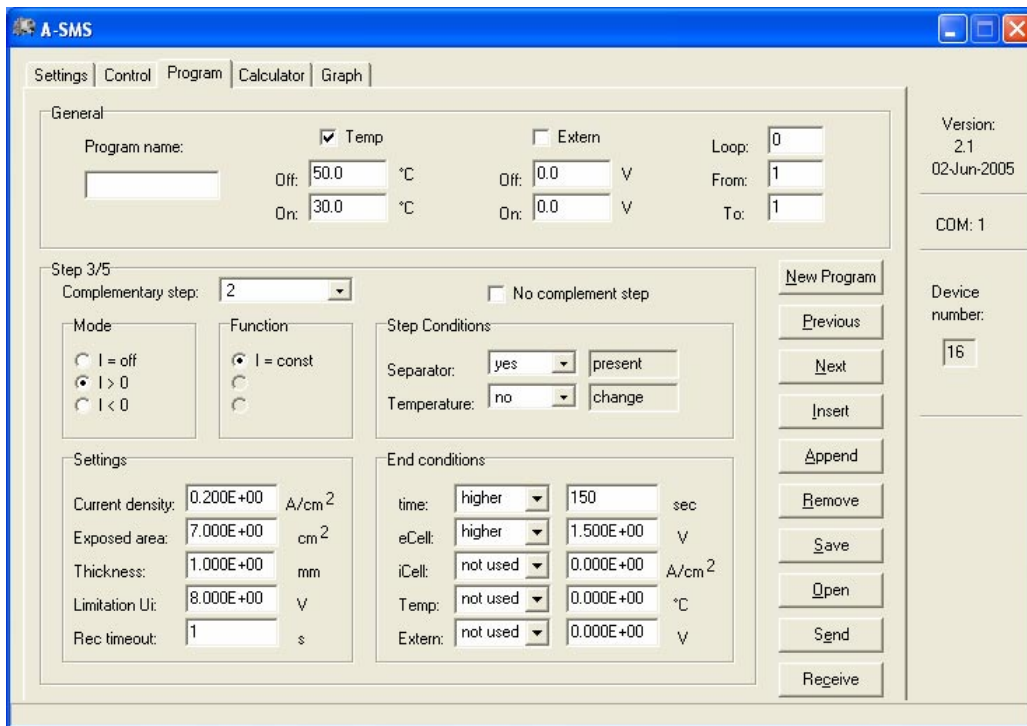 A-SMS
Settings Control Program Calculator Graph
General
Program name:
Temp
Off: 50.0 °C
On: 30.0 °C
Extern
Off: 0.0 V
On: 0.0 V
Loop: 0
From: 1
To: 1
Version:
2.1
02-Jun-2005
COM: 1
Device
number:
16
Step 3/5
Complementary step: 2
No complement step
Mode
I = off
I > 0
I < 0
Function
I = const
Step Conditions
Separator: yes present
Temperature: no change
Settings
Current density: 0.200E+00 A/cm2
Exposed area: 7.000E+00 cm2
Thickness: 1.000E+00 mm
Limitation Ui: 8.000E+00 V
Rec timeout: 1 s
End conditions
time: higher 150 sec
eCell: higher 1.500E+00 V
iCell: not used 0.000E+00 A/cm2
Temp: not used 0.000E+00 °C
Extern: not used 0.000E+00 V
New Program
Previous
Next
Insert
Append
Remove
Save
Open
Send
Receive